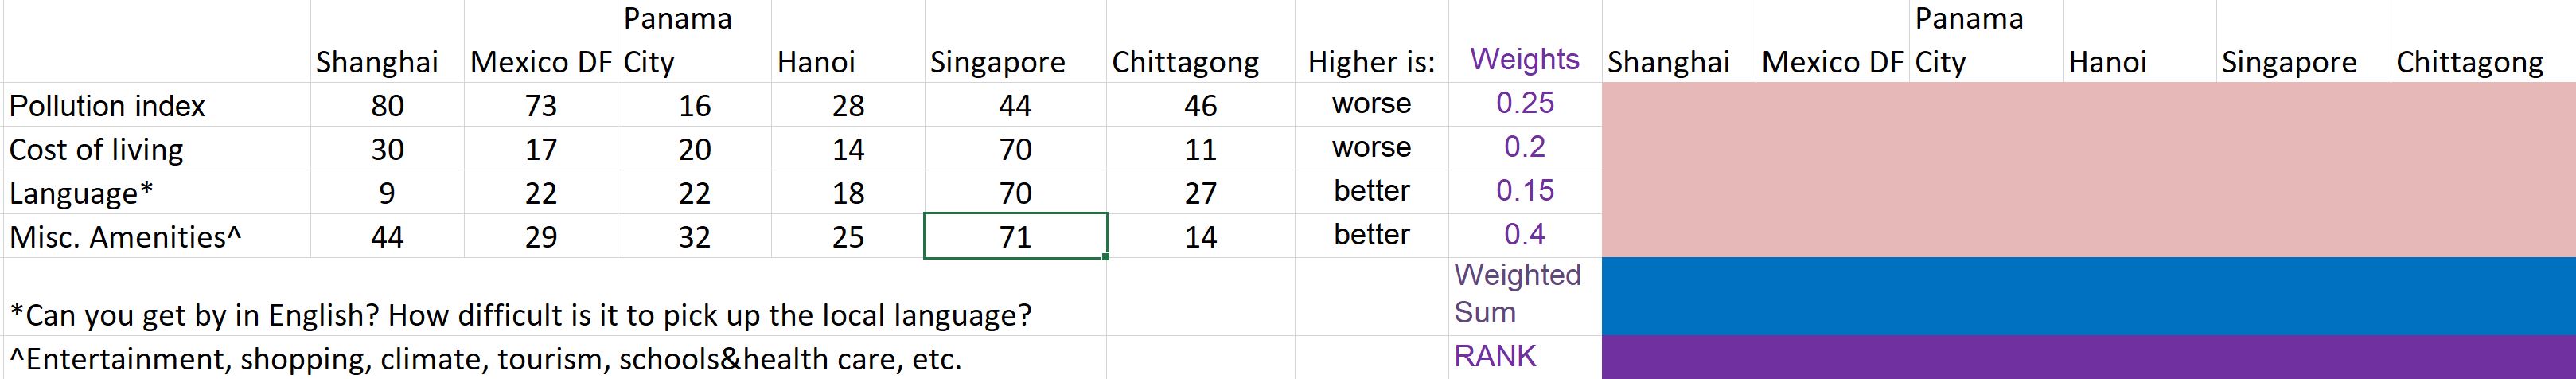 Shanghai Mexico DF Panama City Hanoi Singapore Chittagong Higher is: Weights Shanghai Mexico DF Panama City Hanoi Singapore Chittagong
Pollution index 80 73 16 28 44 46 worse 0.25
Cost of living 30 17 20 14 70 11 worse 0.2
Language* 9 22 22 18 70 27 better 0.15
Misc. Amenities^ 44 29 32 25 71 14 better 0.4
*Can you get by in English? How difficult is it to pick up the local language? Weighted Sum
^Entertainment, shopping, climate, tourism, schools&health care, etc. RANK